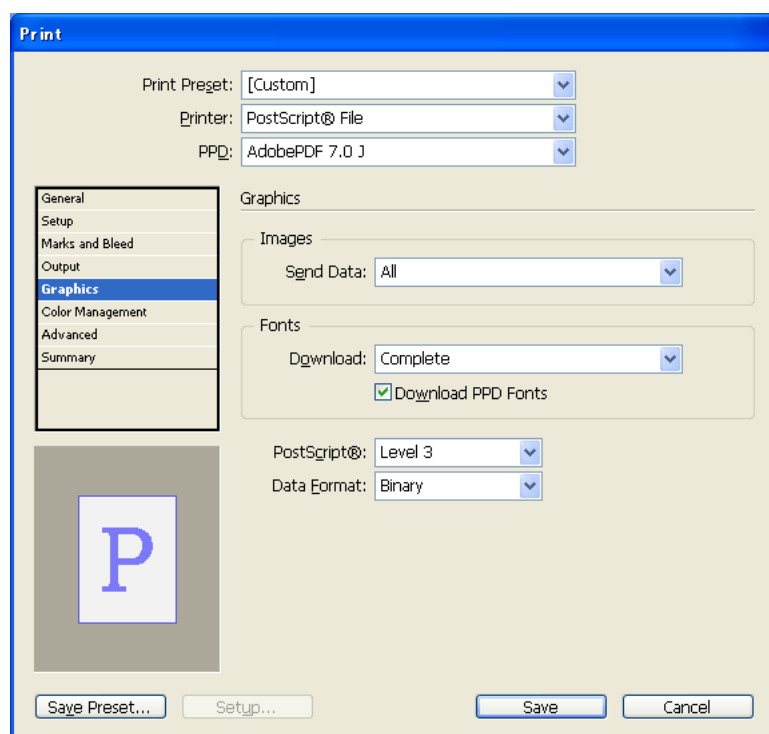 Print
Print Preset: [Custom]
Printer: PostScript® File
PPD: AdobePDF 7.0 J
General
Setup
Marks and Bleed
Output
Graphics
Color Management
Advanced
Summary
Graphics
Images
Send Data: All
Fonts
Download: Complete
Download PPD Fonts
PostScript®: Level 3
Data Format: Binary
P
Save Preset... Setup... Save Cancel